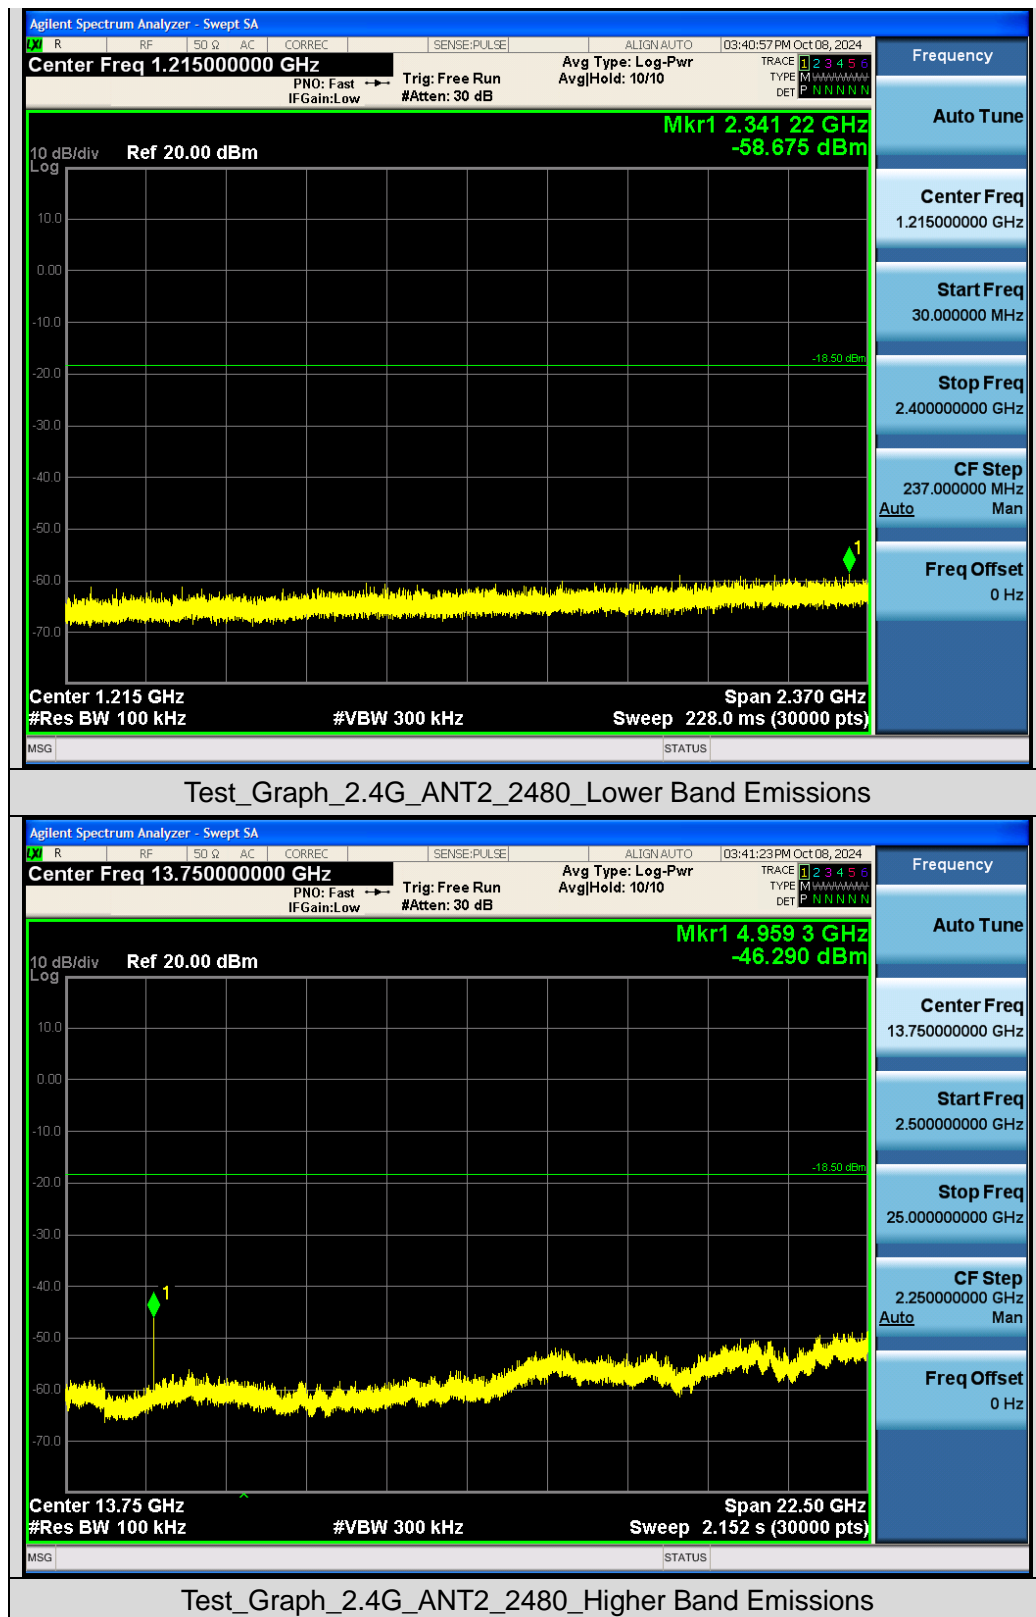 Agilent Spectrum Analyzer - Swept SA
LXI R RF 50 Ω AC CORREC SENSE:PULSE ALIGN AUTO 03:40:57 PM Oct 08, 2024
Center Freq 1.215000000 GHz
PNO: Fast
IFGain:Low
Trig: Free Run
#Atten: 30 dB
Avg Type: Log-Pwr
Avg|Hold: 10/10
TRACE 1 2 3 4 5 6
TYPE M WWWWW
DET P N N N N N
Frequency
Auto Tune
Center Freq
1.215000000 GHz
Start Freq
30.000000 MHz
Stop Freq
2.400000000 GHz
CF Step
237.000000 MHz
Auto Man
Freq Offset
0 Hz
Mkr1 2.341 22 GHz
-58.675 dBm
10 dB/div Ref 20.00 dBm
Log
10.0
0.00
-10.0
-18.50 dBm
-20.0
-30.0
-40.0
-50.0
1
-60.0
-70.0
Center 1.215 GHz Span 2.370 GHz
#Res BW 100 kHz #VBW 300 kHz Sweep 228.0 ms (30000 pts)
MSG STATUS
Test_Graph_2.4G_ANT2_2480_Lower Band Emissions
Agilent Spectrum Analyzer - Swept SA
LXI R RF 50 Ω AC CORREC SENSE:PULSE ALIGN AUTO 03:41:23 PM Oct 08, 2024
Center Freq 13.750000000 GHz
PNO: Fast
IFGain:Low
Trig: Free Run
#Atten: 30 dB
Avg Type: Log-Pwr
Avg|Hold: 10/10
TRACE 1 2 3 4 5 6
TYPE M WWWWW
DET P N N N N N
Frequency
Auto Tune
Center Freq
13.750000000 GHz
Start Freq
2.500000000 GHz
Stop Freq
25.000000000 GHz
CF Step
2.250000000 GHz
Auto Man
Freq Offset
0 Hz
Mkr1 4.959 3 GHz
-46.290 dBm
10 dB/div Ref 20.00 dBm
Log
10.0
0.00
-10.0
-18.50 dBm
-20.0
-30.0
-40.0
1
-50.0
-60.0
-70.0
Center 13.75 GHz Span 22.50 GHz
#Res BW 100 kHz #VBW 300 kHz Sweep 2.152 s (30000 pts)
MSG STATUS
Test_Graph_2.4G_ANT2_2480_Higher Band Emissions